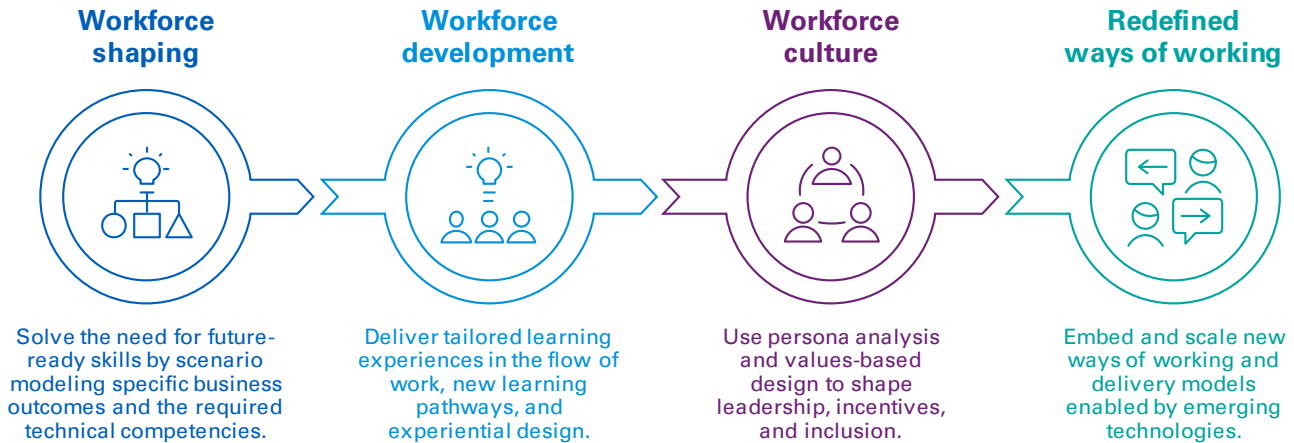 Workforce
shaping
Workforce
development
Workforce
culture
Redefined
ways of working
Solve the need for future-
ready skills by scenario
modeling specific business
outcomes and the required
technical competencies.
Deliver tailored learning
experiences in the flow of
work, new learning
pathways, and
experiential design.
Use persona analysis
and values-based
design to shape
leadership, incentives,
and inclusion.
Embed and scale new
ways of working and
delivery models
enabled by emerging
technologies.